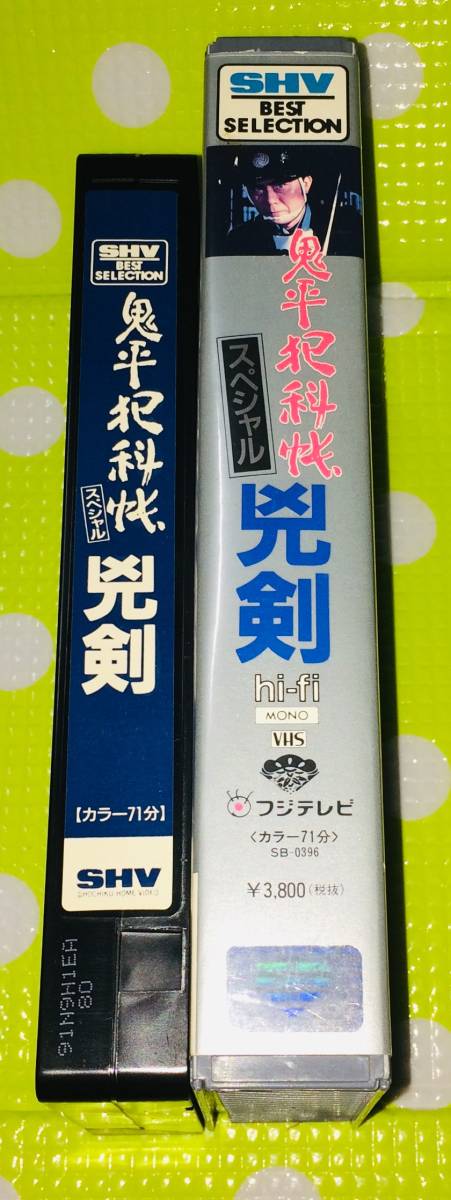 SHV
BEST
SELECTION
鬼平犯科帳
スペシャル
兇剣
【カラー71分】
SHV
SHOCHIKU HOME VIDEO
91N9H1EA
08
SHV
BEST
SELECTION
鬼平犯科帳
スペシャル
兇剣
hi-fi
MONO
VHS
フジテレビ
〈カラー71分〉
SB-0396
¥3,800(税抜)